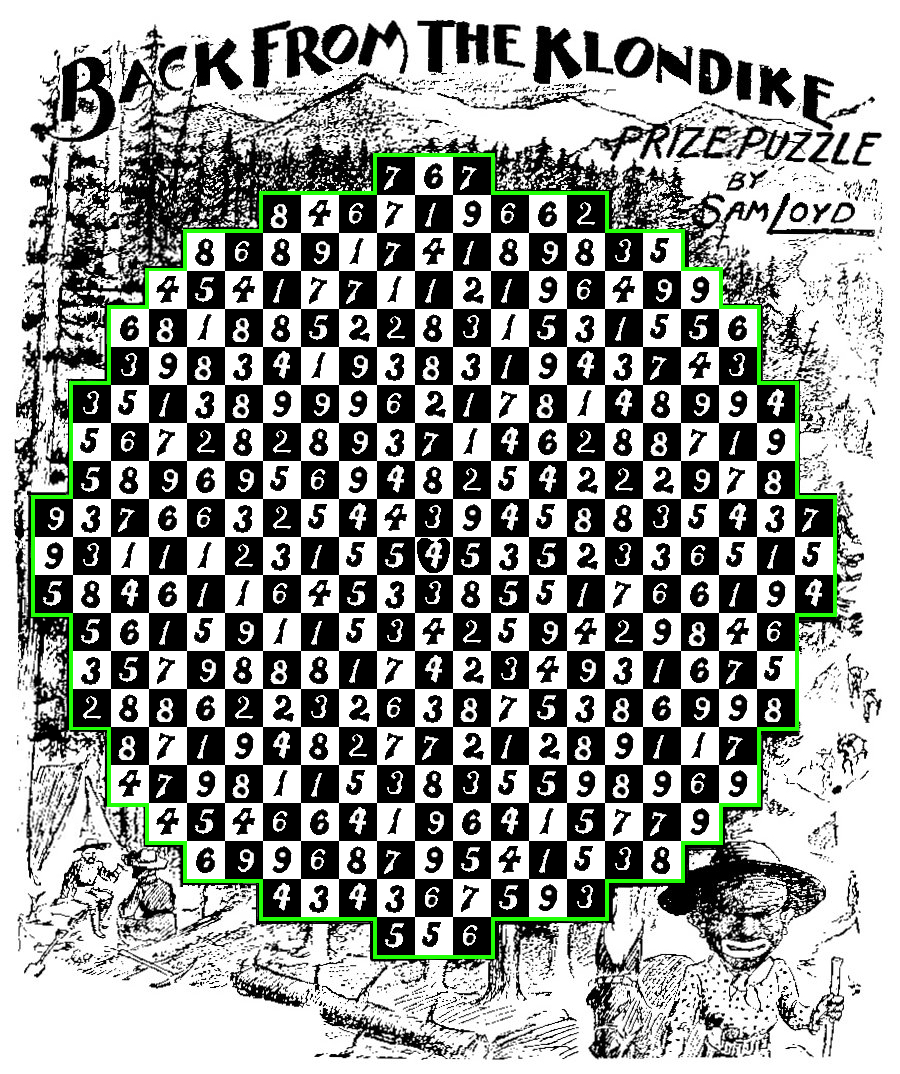 BACK FROM THE KLONDIKE
PRIZE PUZZLE
BY
SAM LOYD
7 6 7
8 4 6 7 1 9 6 6 2
8 6 8 9 1 7 4 1 8 9 8 3 5
4 5 4 1 7 7 1 1 2 1 9 6 4 9 9
6 8 1 8 8 5 2 2 8 3 1 5 3 1 5 5 6
3 9 8 3 4 1 9 3 8 3 1 9 4 3 7 4 3
3 5 1 3 8 9 9 9 6 2 1 7 8 1 4 8 9 9 4
5 6 7 2 8 2 8 9 3 7 1 4 6 2 8 8 7 1 9
5 8 9 6 9 5 6 9 4 8 2 5 4 2 2 2 9 7 8
9 3 7 6 6 3 2 5 4 4 3 9 4 5 8 8 3 5 4 3 7
9 3 1 1 1 2 3 1 5 5 4 5 3 5 2 3 3 6 5 1 5
5 8 4 6 1 1 6 4 5 3 3 8 5 5 1 7 6 6 1 9 4
5 6 1 5 9 1 1 5 3 4 2 5 9 4 2 9 8 4 6
3 5 7 9 8 8 8 1 7 4 2 3 4 9 3 1 6 7 5
2 8 8 6 2 2 3 2 6 3 8 7 5 3 8 6 9 9 8
8 7 1 9 4 8 2 7 7 2 1 2 8 9 1 1 7
4 7 9 8 1 1 5 3 8 3 5 5 9 8 9 6 9
4 5 4 6 6 4 1 9 6 4 1 5 7 7 9
6 9 9 6 8 7 9 5 4 1 5 3 8
4 3 4 3 6 7 5 9 3
5 5 6